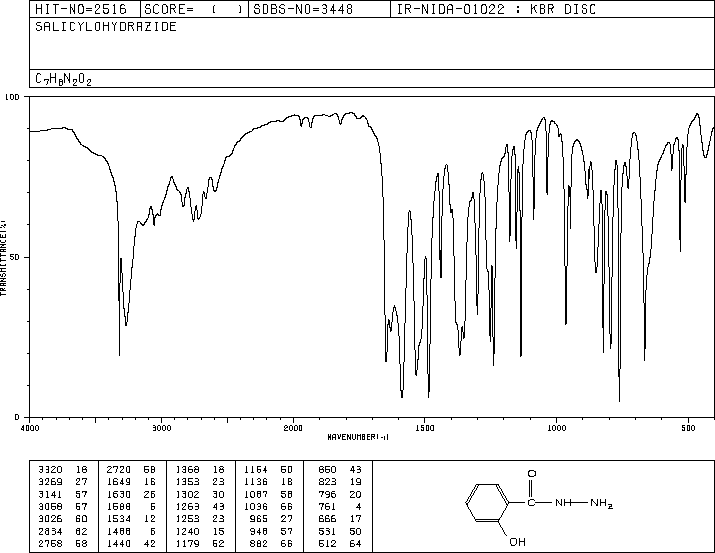 HIT-NO=2516 SCORE= ( ) SDBS-NO=3448 IR-NIDA-01022 : KBR DISC
SALICYLOHYDRAZIDE
C7H8N2O2
100
50
0
TRANSMITTANCE(%)
4000 3000 2000 1500 1000 500
WAVENUMBER(-1)
3320 18 2720 58 1368 18 1154 50 850 43
3269 27 1649 16 1353 23 1136 18 823 19
3141 57 1630 26 1302 30 1087 58 796 20
3058 57 1588 6 1263 43 1036 66 761 4
3026 60 1534 12 1253 23 965 27 666 17
2834 62 1488 6 1240 15 948 57 531 50
2758 58 1440 42 1179 52 882 66 512 64
O
C NH NH2
OH